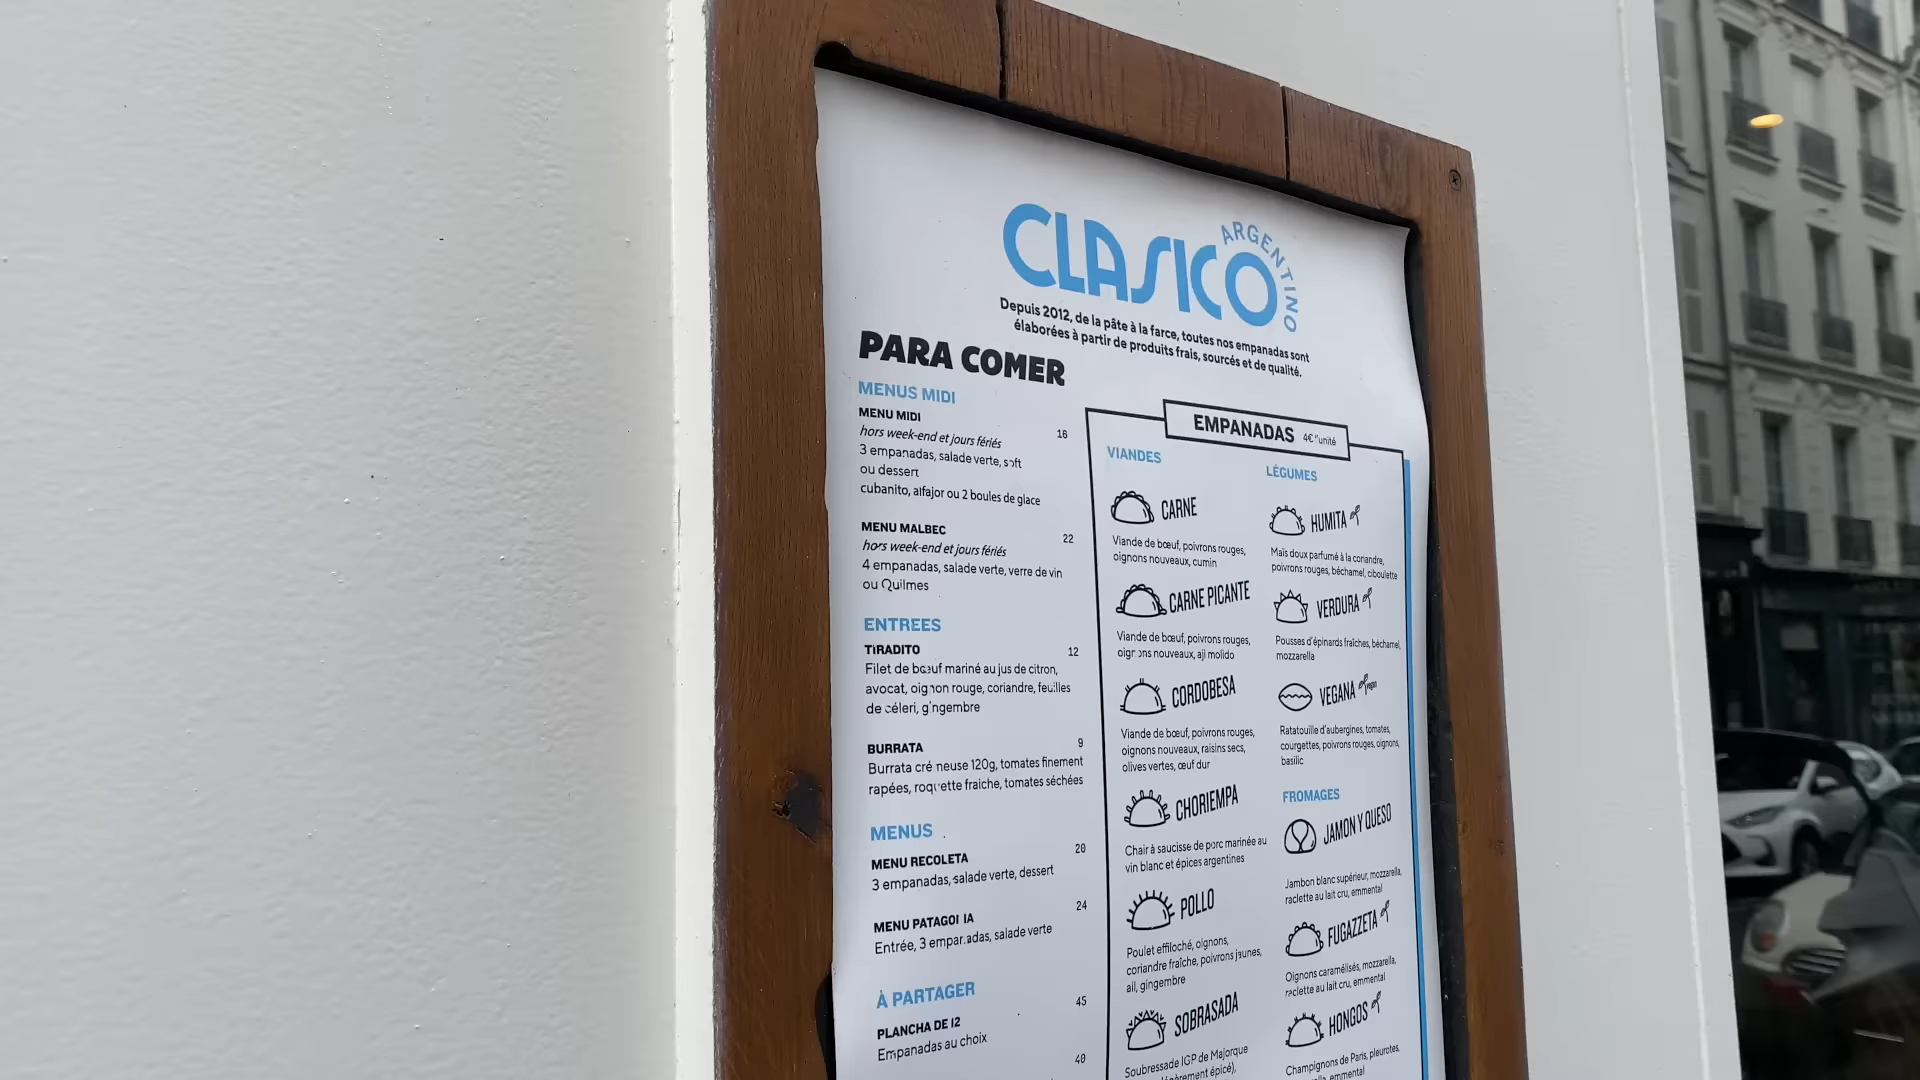 CLASICO
ARGENTINO
Depuis 2012, de la pâte à la farce, toutes nos empanadas sont
élaborées à partir de produits frais, sourcés et de qualité.
PARA COMER
MENUS MIDI
MENU MIDI 16
hors week-end et jours fériés
3 empanadas, salade verte, soft
ou dessert
cubanito, alfajor ou 2 boules de glace
MENU MALBEC 22
hors week-end et jours fériés
4 empanadas, salade verte, verre de vin
ou Quilmes
ENTREES
TIRADITO 12
Filet de bœuf mariné au jus de citron,
avocat, oignon rouge, coriandre, feuilles
de céleri, gingembre
BURRATA 9
Burrata crémeuse 120g, tomates finement
rapées, roquette fraiche, tomates séchées
MENUS
MENU RECOLETA 20
3 empanadas, salade verte, dessert
MENU PATAGONIA 24
Entrée, 3 empanadas, salade verte
À PARTAGER
PLANCHA DE 12 45
Empanadas au choix
40
EMPANADAS 4€ l'unité
VIANDES
CARNE
Viande de bœuf, poivrons rouges,
oignons nouveaux, cumin
CARNE PICANTE
Viande de bœuf, poivrons rouges,
oignons nouveaux, aji molido
CORDOBESA
Viande de bœuf, poivrons rouges,
oignons nouveaux, raisins secs,
olives vertes, œuf dur
CHORIEMPA
Chair à saucisse de porc marinée au
vin blanc et épices argentines
POLLO
Poulet effiloché, oignons,
coriandre fraîche, poivrons jaunes,
ail, gingembre
SOBRASADA
Soubressade IGP de Majorque
épicé),
LÉGUMES
HUMITA
Maïs doux parfumé à la coriandre,
poivrons rouges, béchamel, ciboulette
VERDURA
Pousses d'épinards fraîches, béchamel,
mozzarella
VEGANA vegan
Ratatouille d'aubergines, tomates,
courgettes, poivrons rouges, oignons,
basilic
FROMAGES
JAMON Y QUESO
Jambon blanc supérieur, mozzarella,
raclette au lait cru, emmental
FUGAZZETA
Oignons caramélisés, mozzarella,
raclette au lait cru, emmental
HONGOS
Champignons de Paris, pleurotes,
emmental